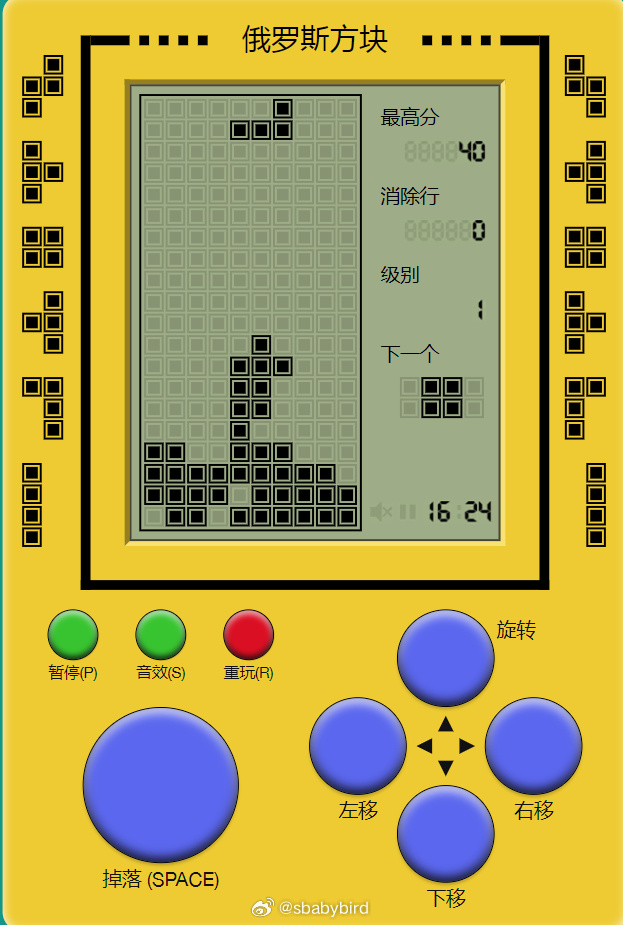 俄罗斯方块
最高分
40
消除行
0
级别
1
下一个
16:24
暂停(P)
音效(S)
重玩(R)
旋转
左移
右移
下移
掉落 (SPACE)
@sbabybird